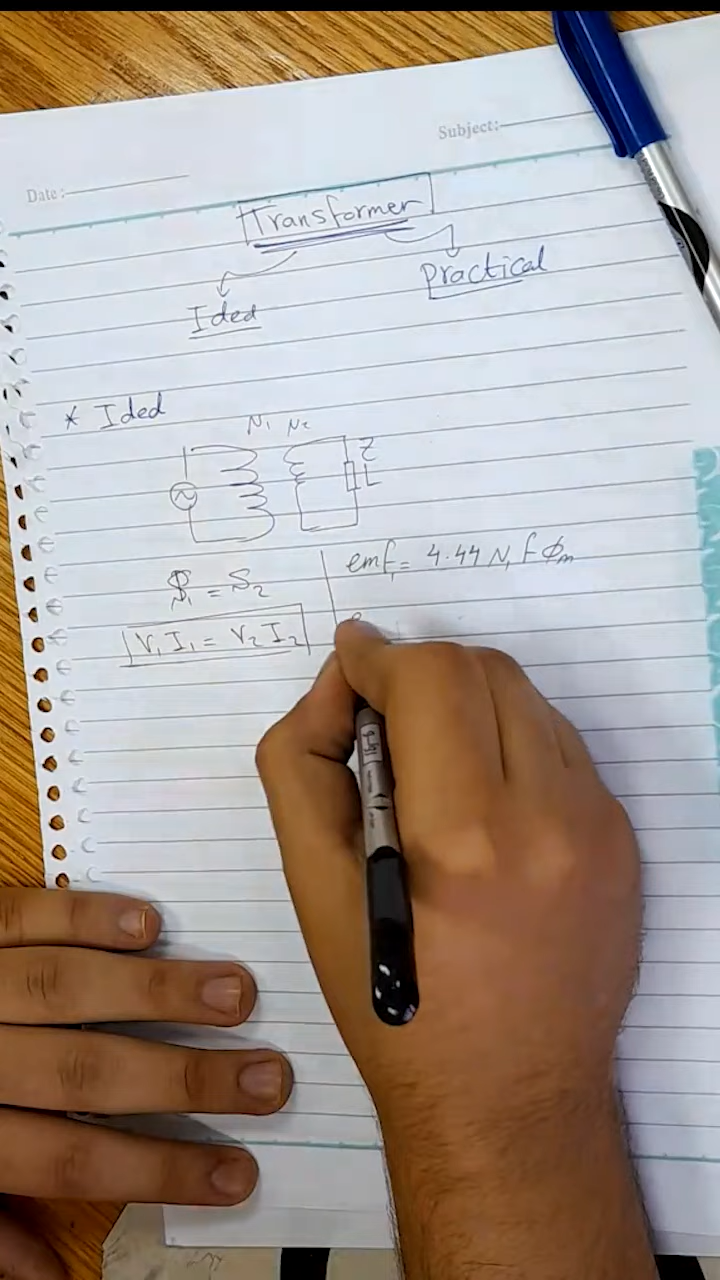 Subject:
Date:
Transformer
Practical
Ided
* Ided
N1 N2
Z
L
S1 = S2
emf1 = 4.44 N1 f ϕm
V1 I1 = V2 I2
e